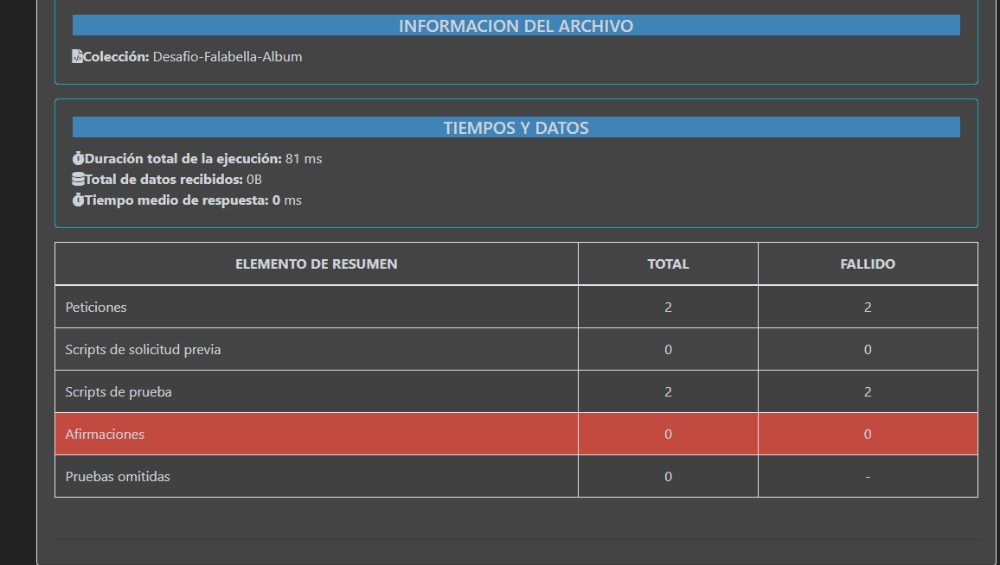 INFORMACION DEL ARCHIVO
Colección: Desafio-Falabella-Album
TIEMPOS Y DATOS
Duración total de la ejecución: 81 ms
Total de datos recibidos: 0B
Tiempo medio de respuesta: 0 ms
ELEMENTO DE RESUMEN TOTAL FALLIDO
Peticiones 2 2
Scripts de solicitud previa 0 0
Scripts de prueba 2 2
Afirmaciones 0 0
Pruebas omitidas 0 -